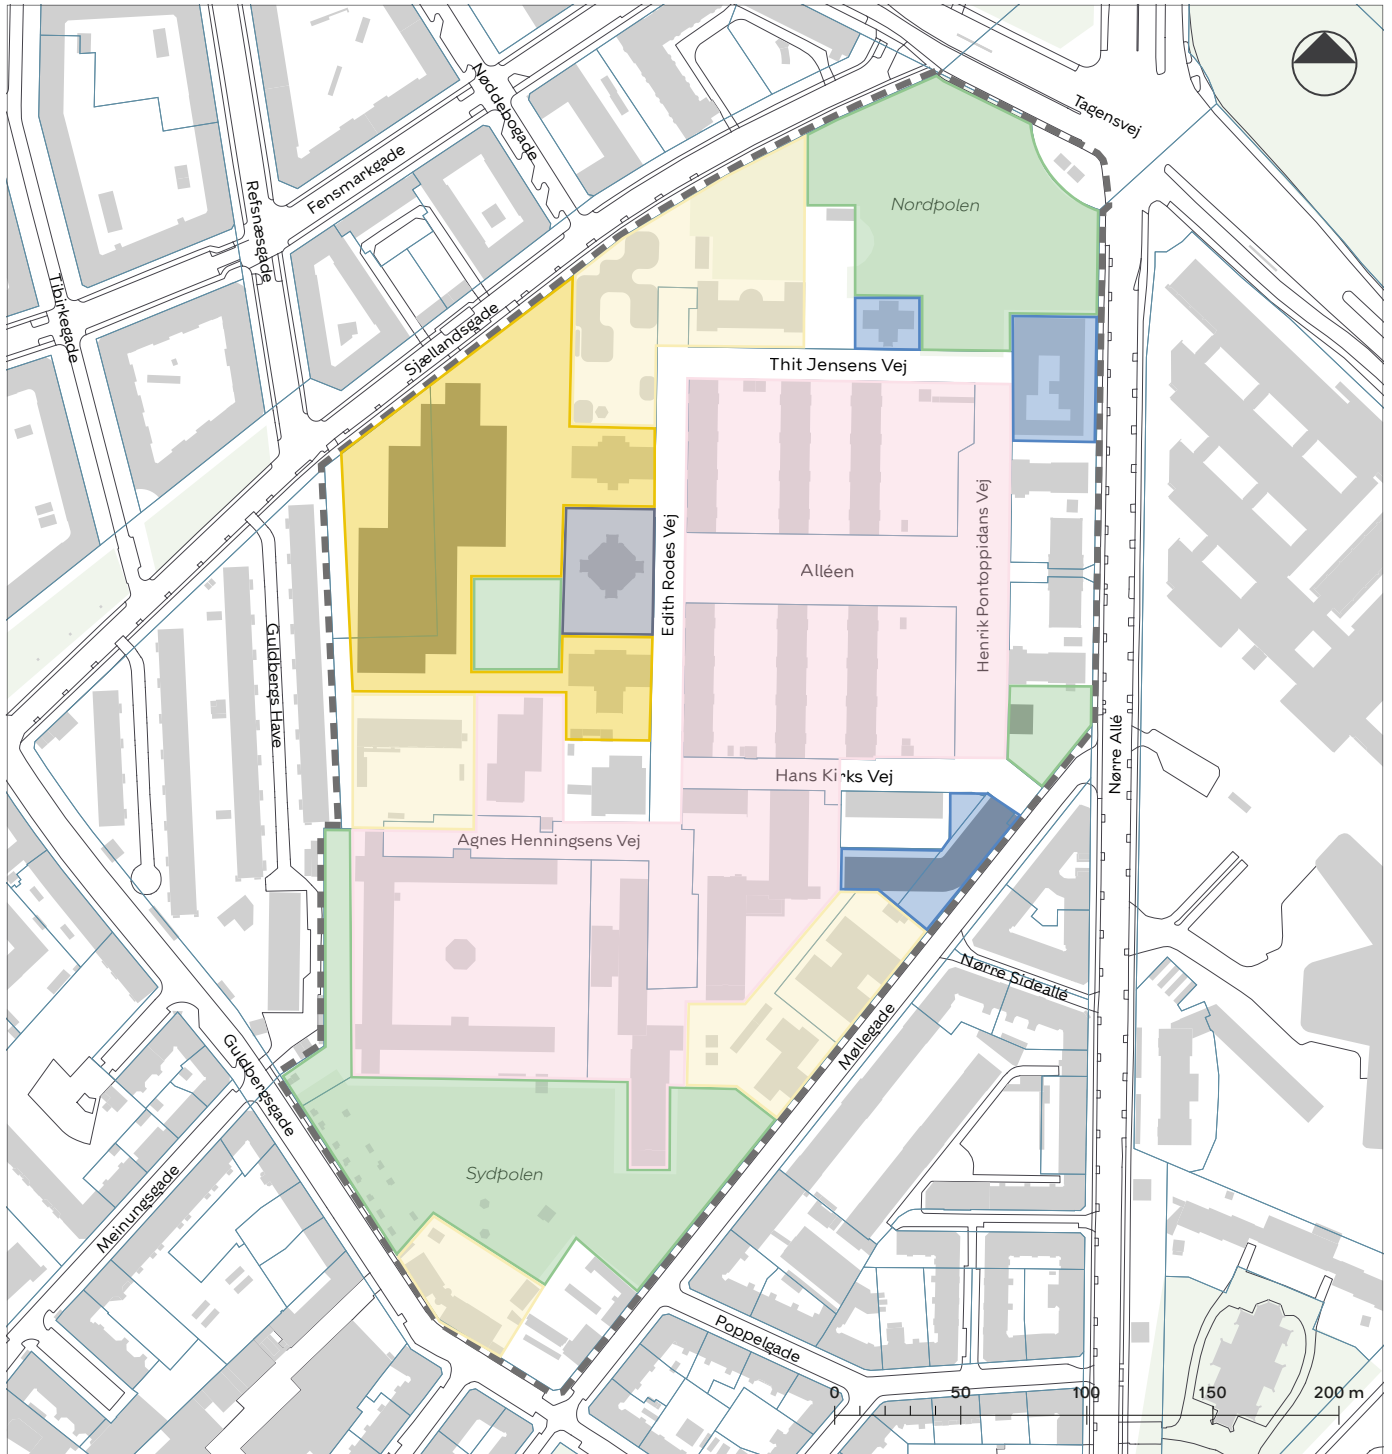 Tagensvej
Nøddebogade
Fensmarkgade
Refsnæsgade
Nordpolen
Tibirkegade
Sjællandsgade
Thit Jensens Vej
Henrik Pontoppidans Vej
Edith Rodes Vej
Alléen
Guldbergs Have
Nørre Allé
Hans Kirks Vej
Agnes Henningsens Vej
Nørre Sideallé
Møllegade
Guldbergsgade
Sydpolen
Meinungsgade
Poppelgade
0 50 100 150 200 m